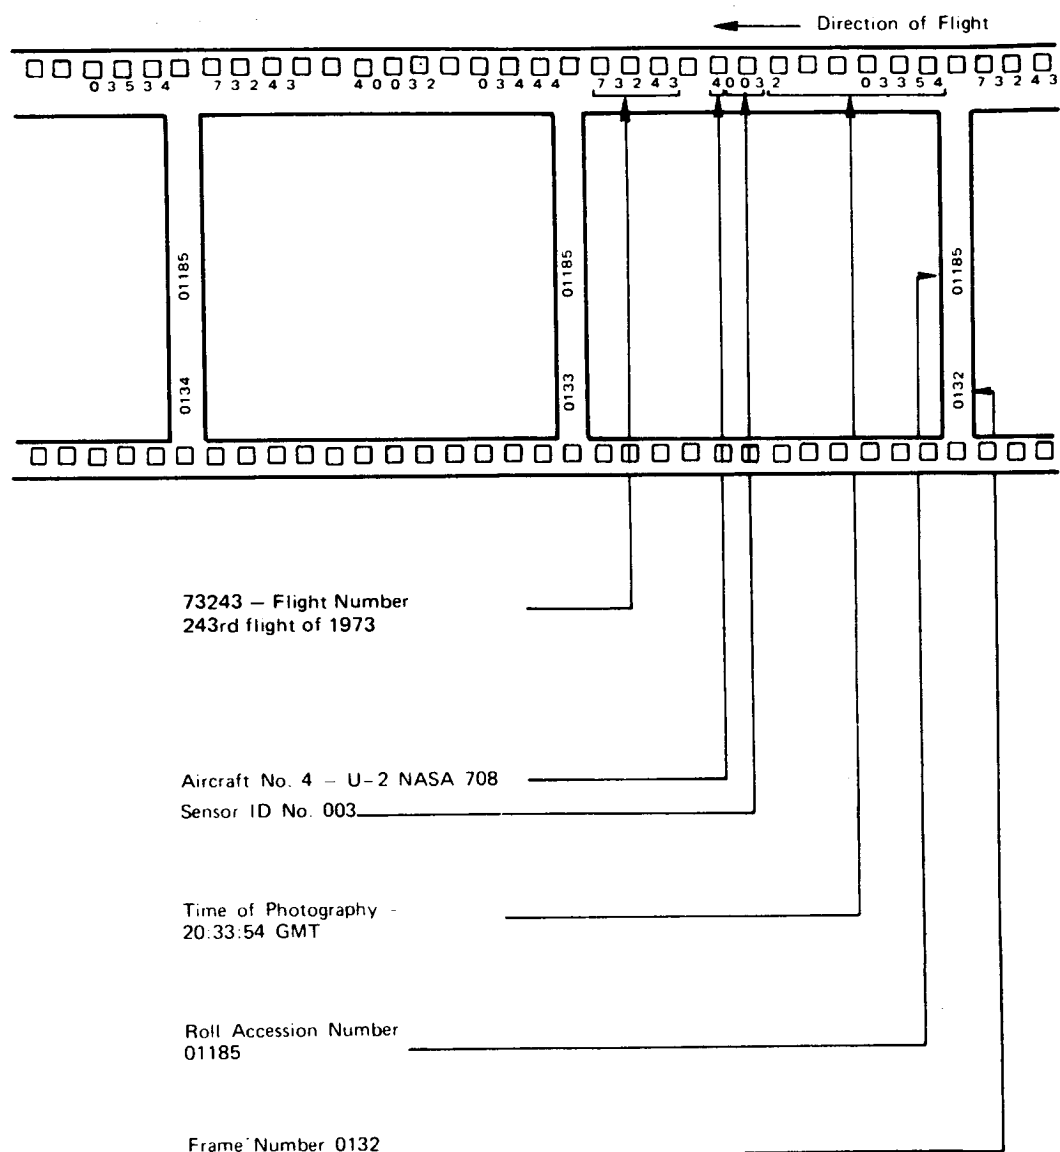 Direction of Flight
0 3 5 3 4 7 3 2 4 3 4 0 0 3 2 0 3 4 4 4 7 3 2 4 3 4 0 0 3 2 0 3 3 5 4 7 3 2 4 3
01185
01185
01185
0134
0133
0132
73243 – Flight Number
243rd flight of 1973
Aircraft No. 4 – U-2 NASA 708
Sensor ID No. 003
Time of Photography -
20:33:54 GMT
Roll Accession Number
01185
Frame Number 0132